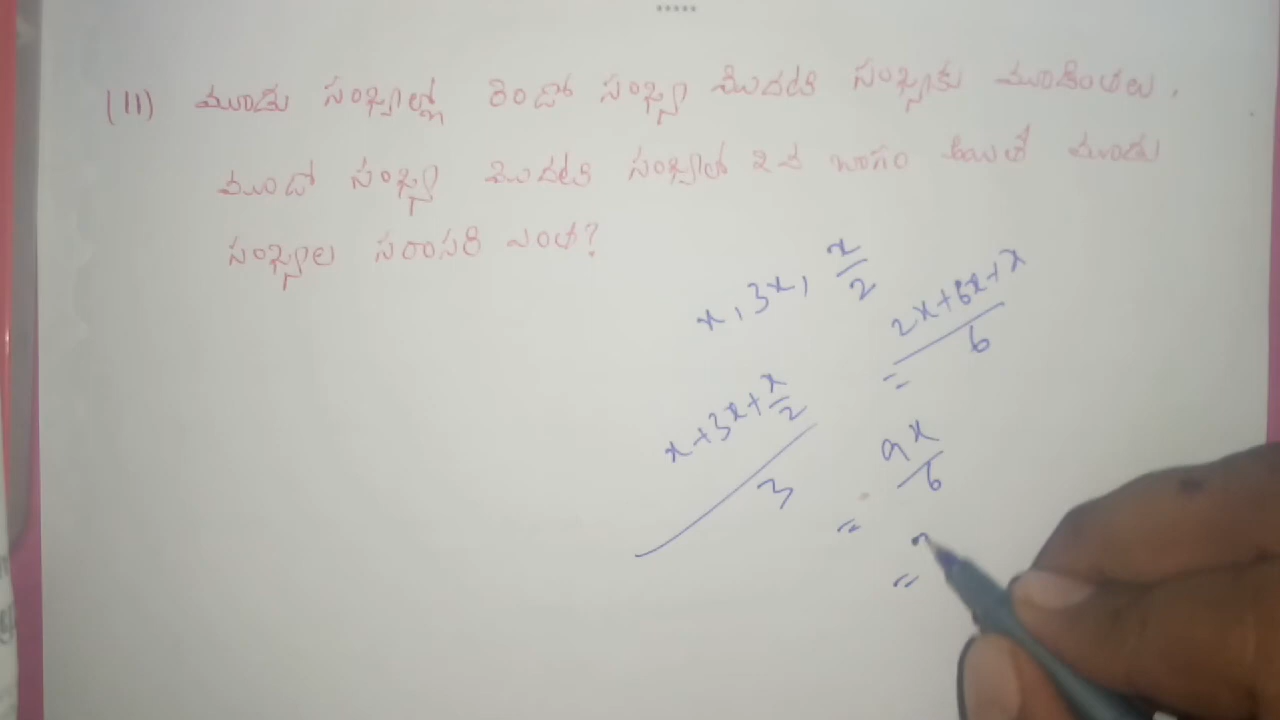 (11) మూడు సంఖ్యల్లో రెండో సంఖ్య మొదటి సంఖ్యకు మూడింతలు.
మూడో సంఖ్య మొదటి సంఖ్యలో 2వ భాగం అయితే మూడు
సంఖ్యల సరాసరి ఎంత?
x, 3x, x/2
(x+3x+x/2)/3
= (2x+6x+x)/6
= 9x/6
=